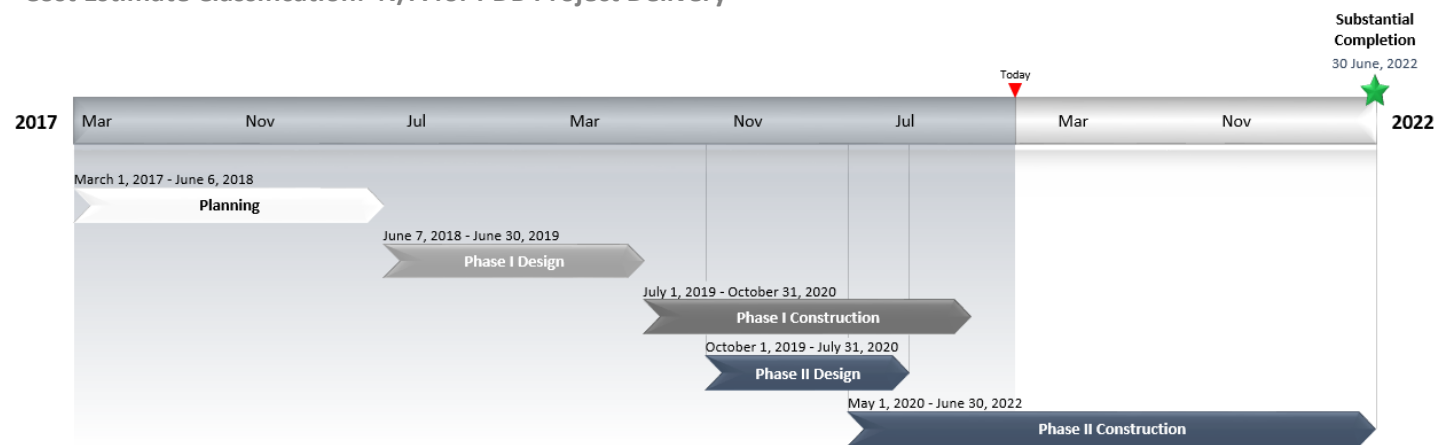 Substantial
Completion
30 June, 2022
Today
2017 Mar Nov Jul Mar Nov Jul Mar Nov 2022
March 1, 2017 - June 6, 2018
Planning
June 7, 2018 - June 30, 2019
Phase I Design
July 1, 2019 - October 31, 2020
Phase I Construction
October 1, 2019 - July 31, 2020
Phase II Design
May 1, 2020 - June 30, 2022
Phase II Construction